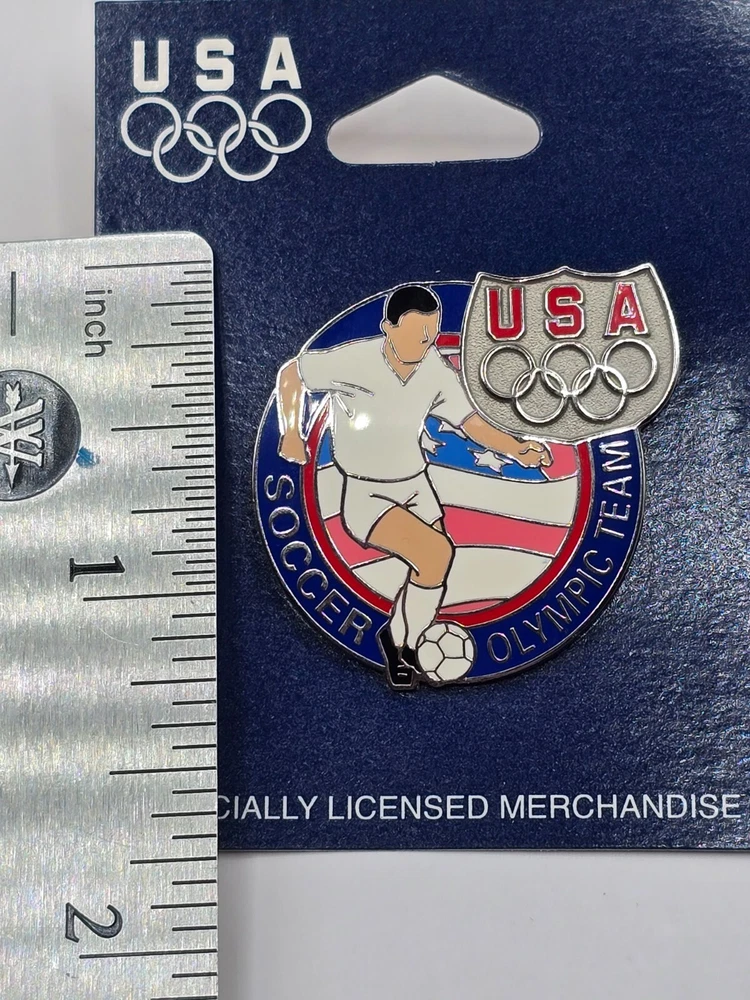 USA
inch
USA
SOCCER
OLYMPIC TEAM
1
CIALLY LICENSED MERCHANDISE
2